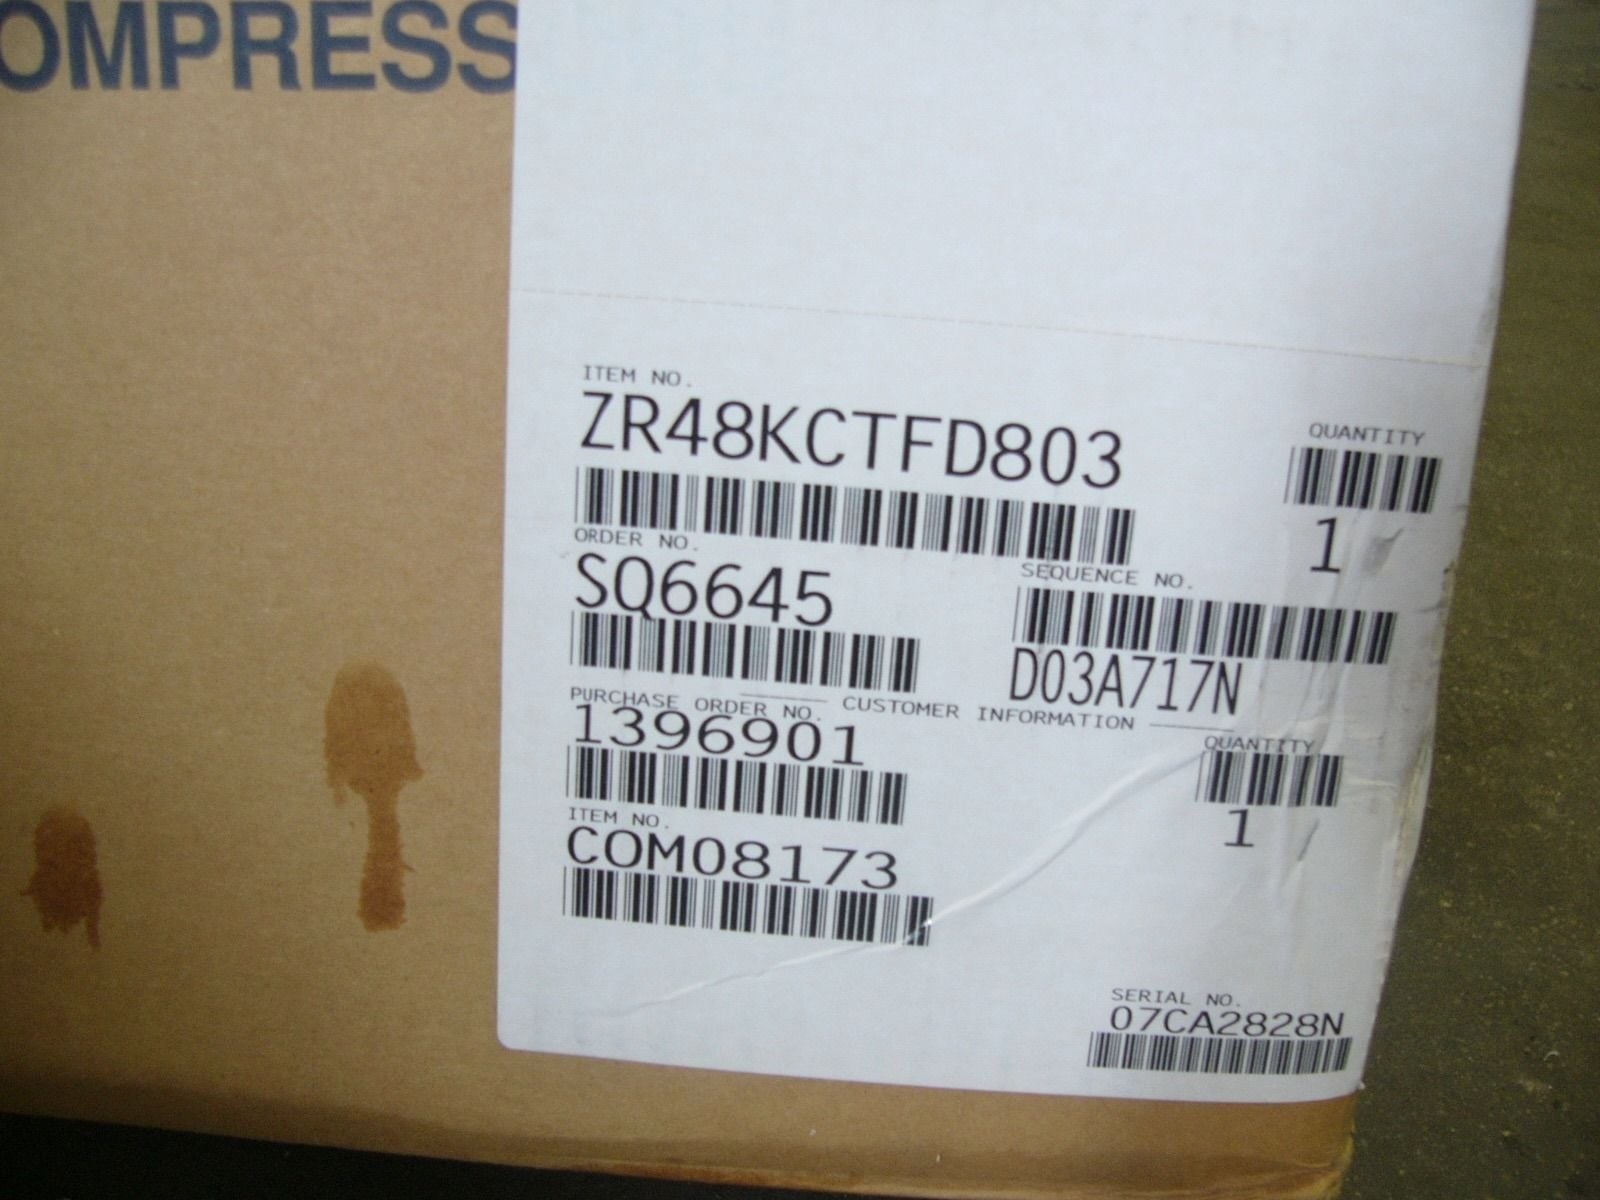 OMPRESS
ITEM NO.
ZR48KCTFD803
QUANTITY
1
ORDER NO.
SQ6645
SEQUENCE NO.
D03A717N
CUSTOMER INFORMATION
PURCHASE ORDER NO.
1396901
QUANTITY
1
ITEM NO.
COM08173
SERIAL NO.
07CA2828N